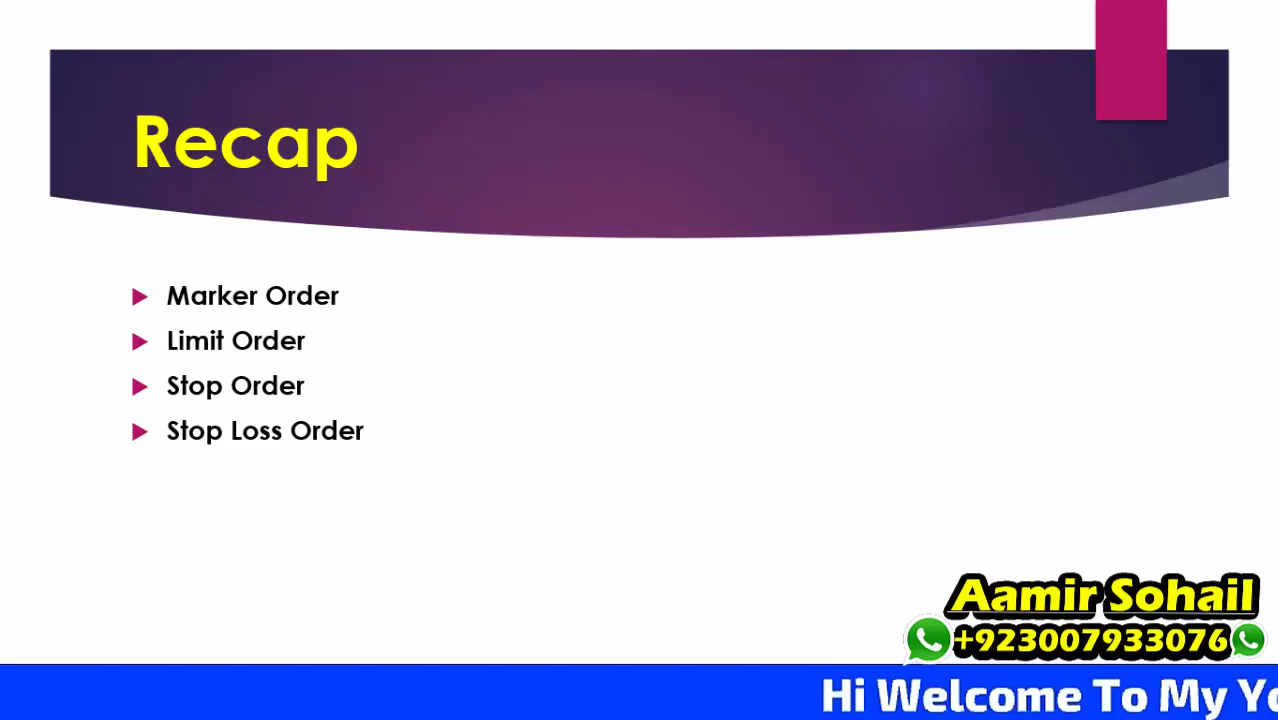 Recap
Marker Order
Limit Order
Stop Order
Stop Loss Order
Aamir Sohail
+923007933076
Hi Welcome To My